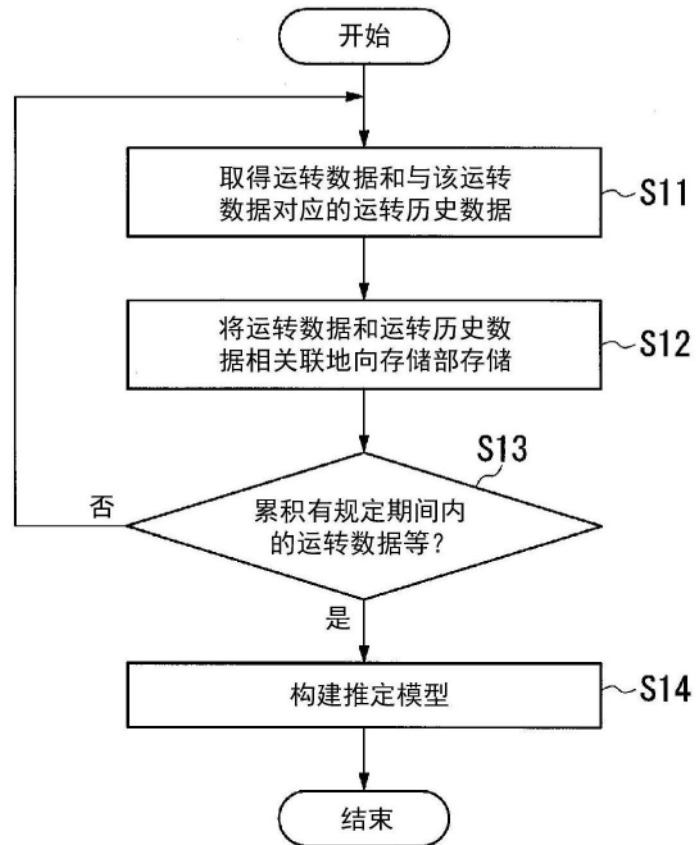 开始
取得运转数据和与该运转
数据对应的运转历史数据
S11
将运转数据和运转历史数
据相关联地向存储部存储
S12
S13
累积有规定期间内
的运转数据等?
否
是
构建推定模型
S14
结束